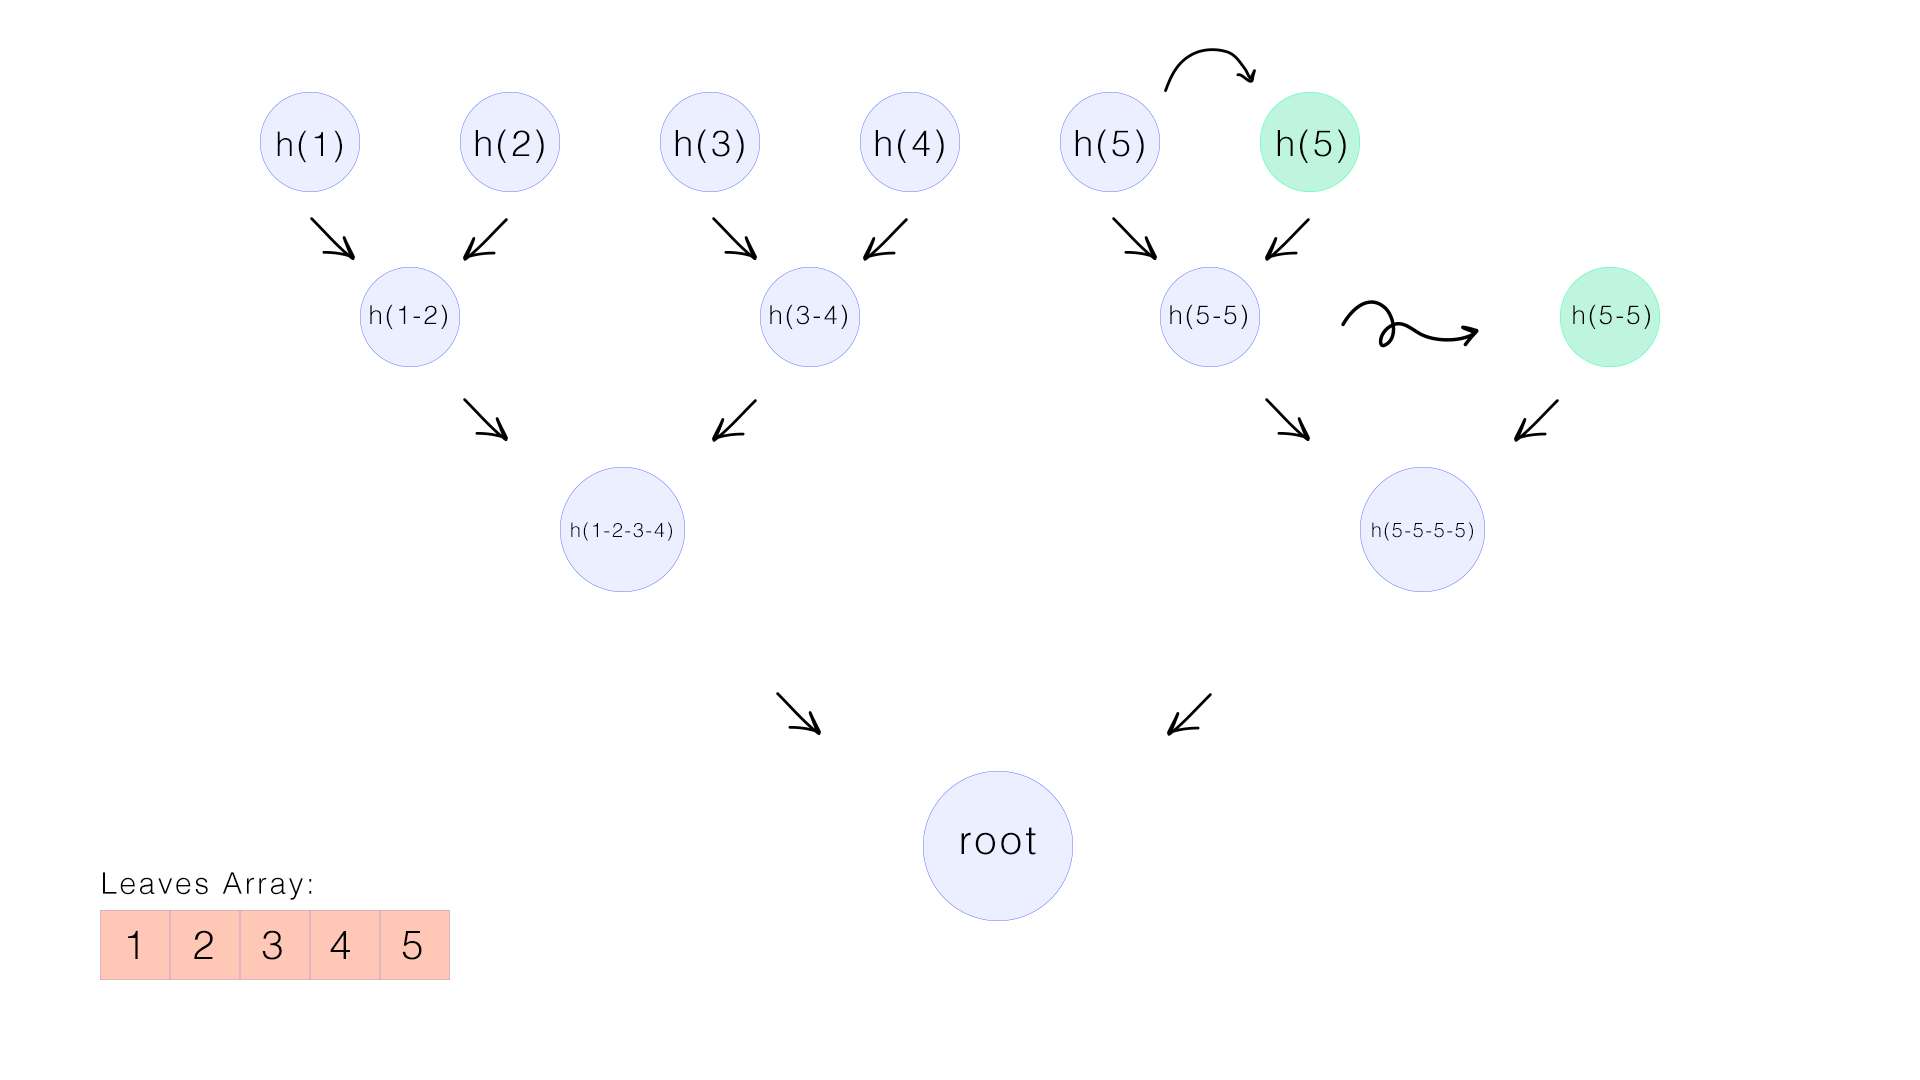 h(1) h(2) h(3) h(4) h(5) h(5)
h(1-2) h(3-4) h(5-5) h(5-5)
h(1-2-3-4) h(5-5-5-5)
root
Leaves Array:
1 2 3 4 5